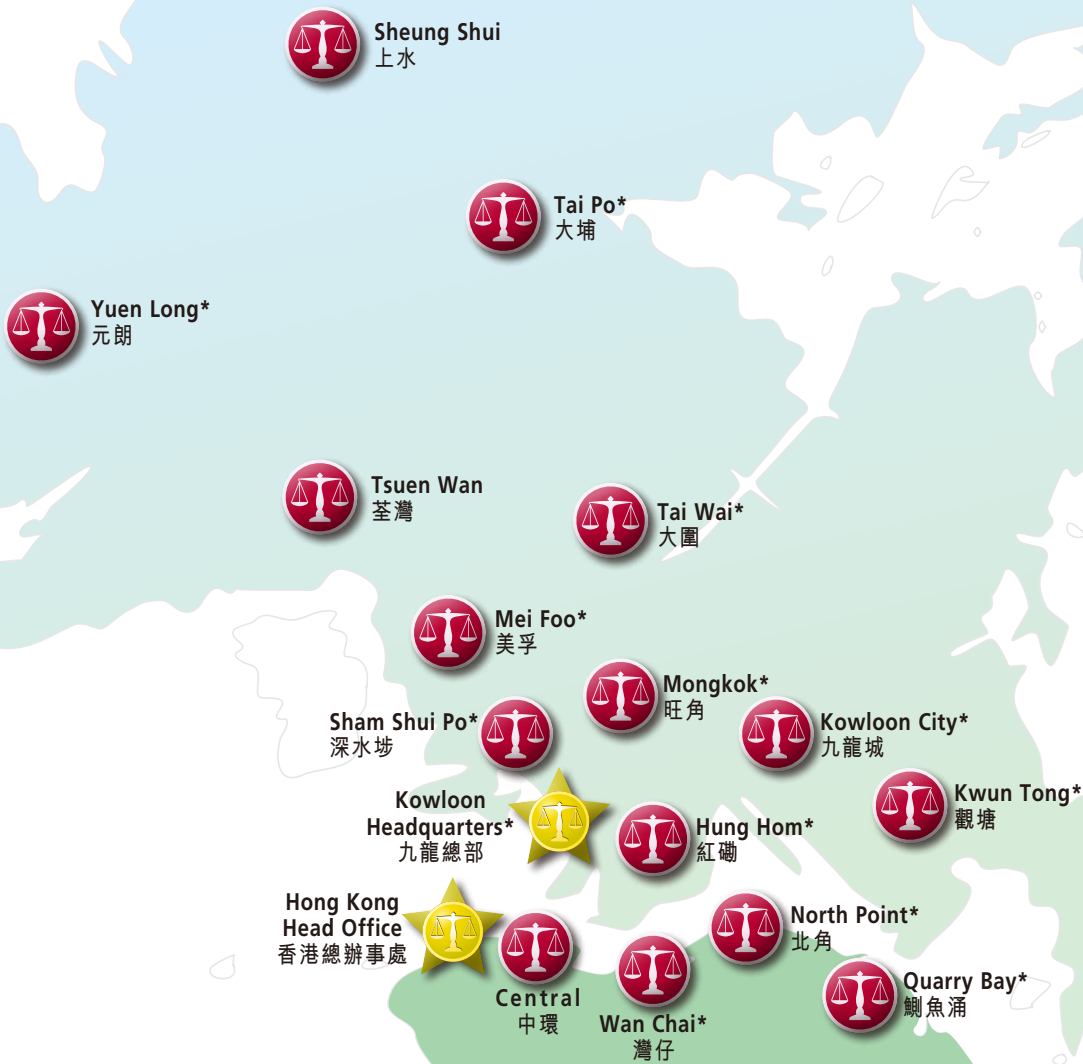 Sheung Shui
上水
Tai Po*
大埔
Yuen Long*
元朗
Tsuen Wan
荃灣
Tai Wai*
大圍
Mei Foo*
美孚
Mongkok*
旺角
Sham Shui Po*
深水埗
Kowloon City*
九龍城
Kwun Tong*
觀塘
Kowloon
Headquarters*
九龍總部
Hung Hom*
紅磡
Hong Kong
Head Office
香港總辦事處
North Point*
北角
Central
中環
Wan Chai*
灣仔
Quarry Bay*
鰂魚涌